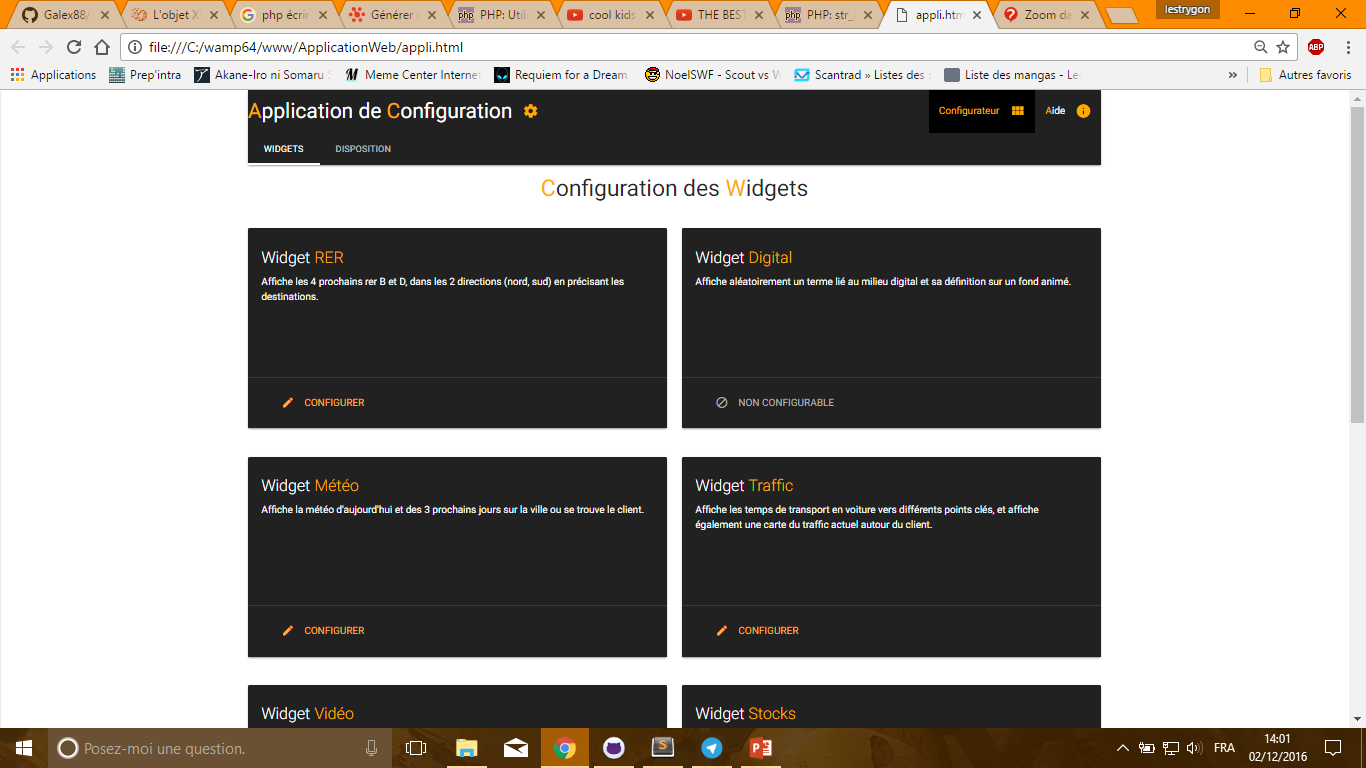 Galex88/
L'objet X
php écri
Générer
php PHP: Util
cool kids
THE BEST
php PHP: str_
appli.htm
Zoom da
lestrygon
file:///C:/wamp64/www/ApplicationWeb/appli.html
ABP
Applications
Prep'intra
Akane-Iro ni Somaru
Meme Center Internet
Requiem for a Dream
NoelSWF - Scout vs
Scantrad » Listes des
Liste des mangas - Le
»
Autres favoris
Application de Configuration
Configurateur
Aide
WIDGETS
DISPOSITION
Configuration des Widgets
Widget RER
Affiche les 4 prochains rer B et D, dans les 2 directions (nord, sud) en précisant les
destinations.
CONFIGURER
Widget Digital
Affiche aléatoirement un terme lié au milieu digital et sa définition sur un fond animé.
NON CONFIGURABLE
Widget Météo
Affiche la météo d'aujourd'hui et des 3 prochains jours sur la ville ou se trouve le client.
CONFIGURER
Widget Traffic
Affiche les temps de transport en voiture vers différents points clés, et affiche
également une carte du traffic actuel autour du client.
CONFIGURER
Widget Vidéo
Widget Stocks
Posez-moi une question.
FRA
14:01
02/12/2016